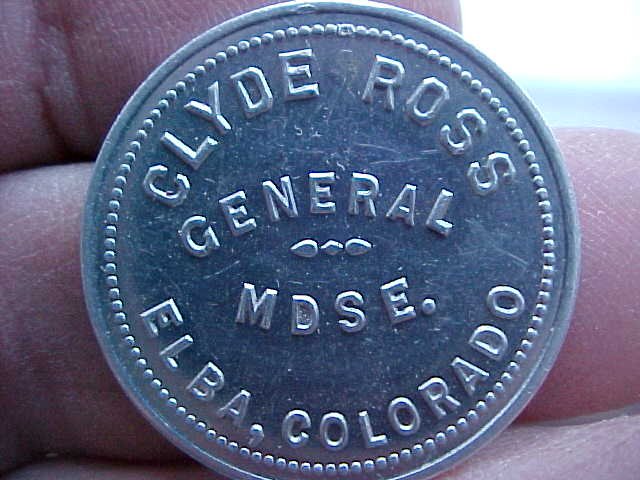 CLYDE ROSS
GENERAL
MDSE.
ELBA, COLORADO